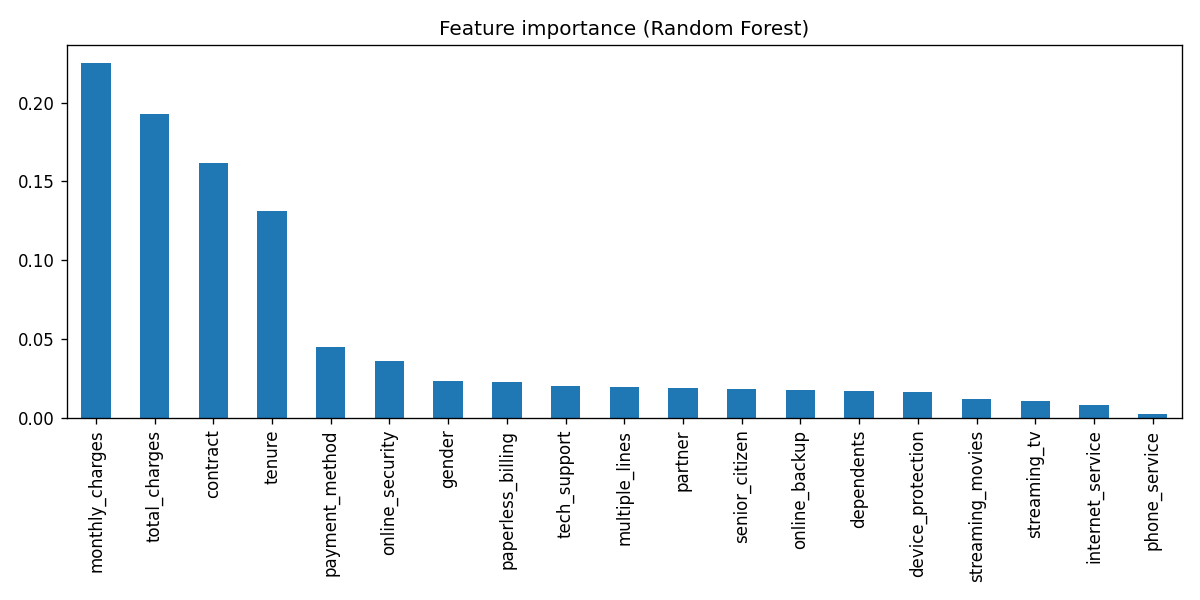 Feature importance (Random Forest)
0.20
0.15
0.10
0.05
0.00
monthly_charges
total_charges
contract
tenure
payment_method
online_security
gender
paperless_billing
tech_support
multiple_lines
partner
senior_citizen
online_backup
dependents
device_protection
streaming_movies
streaming_tv
internet_service
phone_service